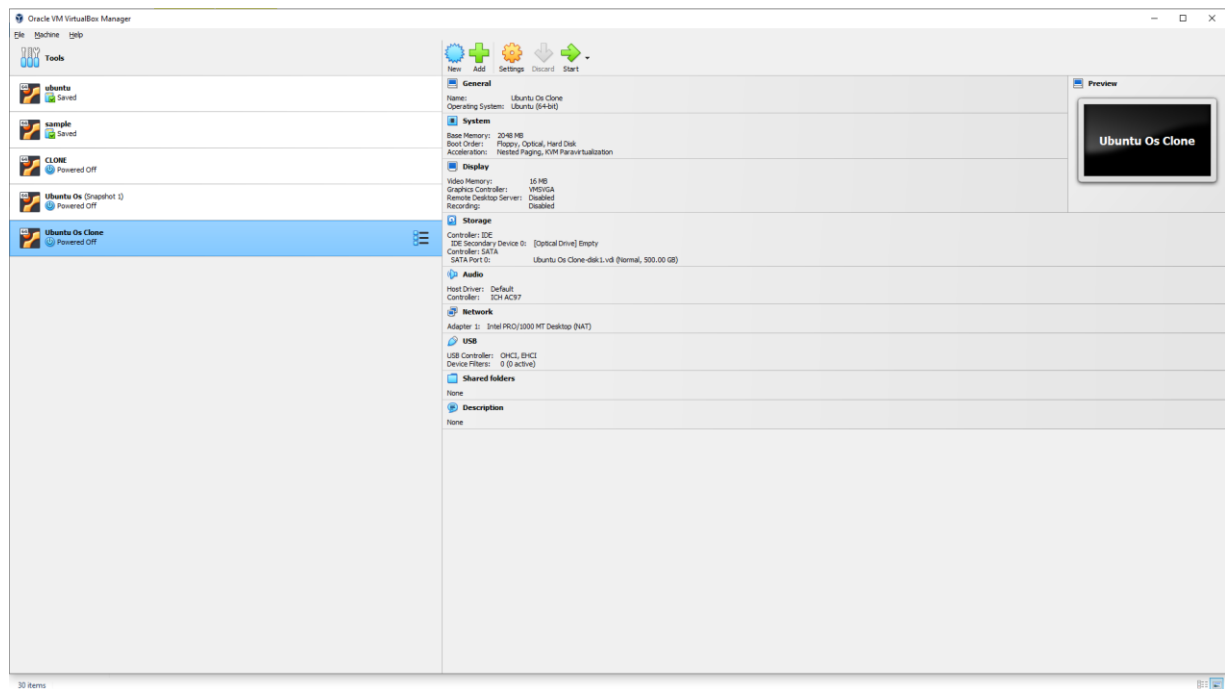 Oracle VM VirtualBox Manager
File Machine Help
Tools
New Add Settings Discard Start
ubuntu
Saved
sample
Saved
CLONE
Powered Off
Ubuntu Os (Snapshot 1)
Powered Off
Ubuntu Os Clone
Powered Off
General
Name: Ubuntu Os Clone
Operating System: Ubuntu (64-bit)
System
Base Memory: 2048 MB
Boot Order: Floppy, Optical, Hard Disk
Acceleration: Nested Paging, KVM Paravirtualization
Display
Video Memory: 16 MB
Graphics Controller: VMSVGA
Remote Desktop Server: Disabled
Recording: Disabled
Storage
Controller: IDE
IDE Secondary Device 0: [Optical Drive] Empty
Controller: SATA
SATA Port 0: Ubuntu Os Clone-disk1.vdi (Normal, 500.00 GB)
Audio
Host Driver: Default
Controller: ICH AC97
Network
Adapter 1: Intel PRO/1000 MT Desktop (NAT)
USB
USB Controller: OHCI, EHCI
Device Filters: 0 (0 active)
Shared folders
None
Description
None
Preview
Ubuntu Os Clone
30 items